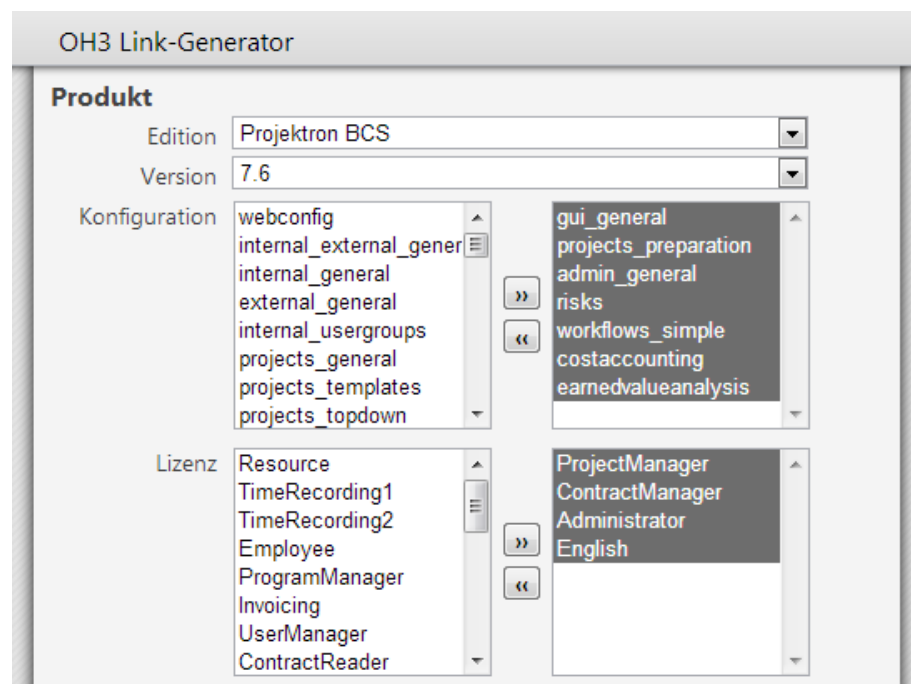 OH3 Link-Generator
Produkt
Edition Projektron BCS
Version 7.6
Konfiguration
webconfig
internal_external_gener
internal_general
external_general
internal_usergroups
projects_general
projects_templates
projects_topdown
››
‹‹
gui_general
projects_preparation
admin_general
risks
workflows_simple
costaccounting
earnedvalueanalysis
Lizenz
Resource
TimeRecording1
TimeRecording2
Employee
ProgramManager
Invoicing
UserManager
ContractReader
››
‹‹
ProjectManager
ContractManager
Administrator
English